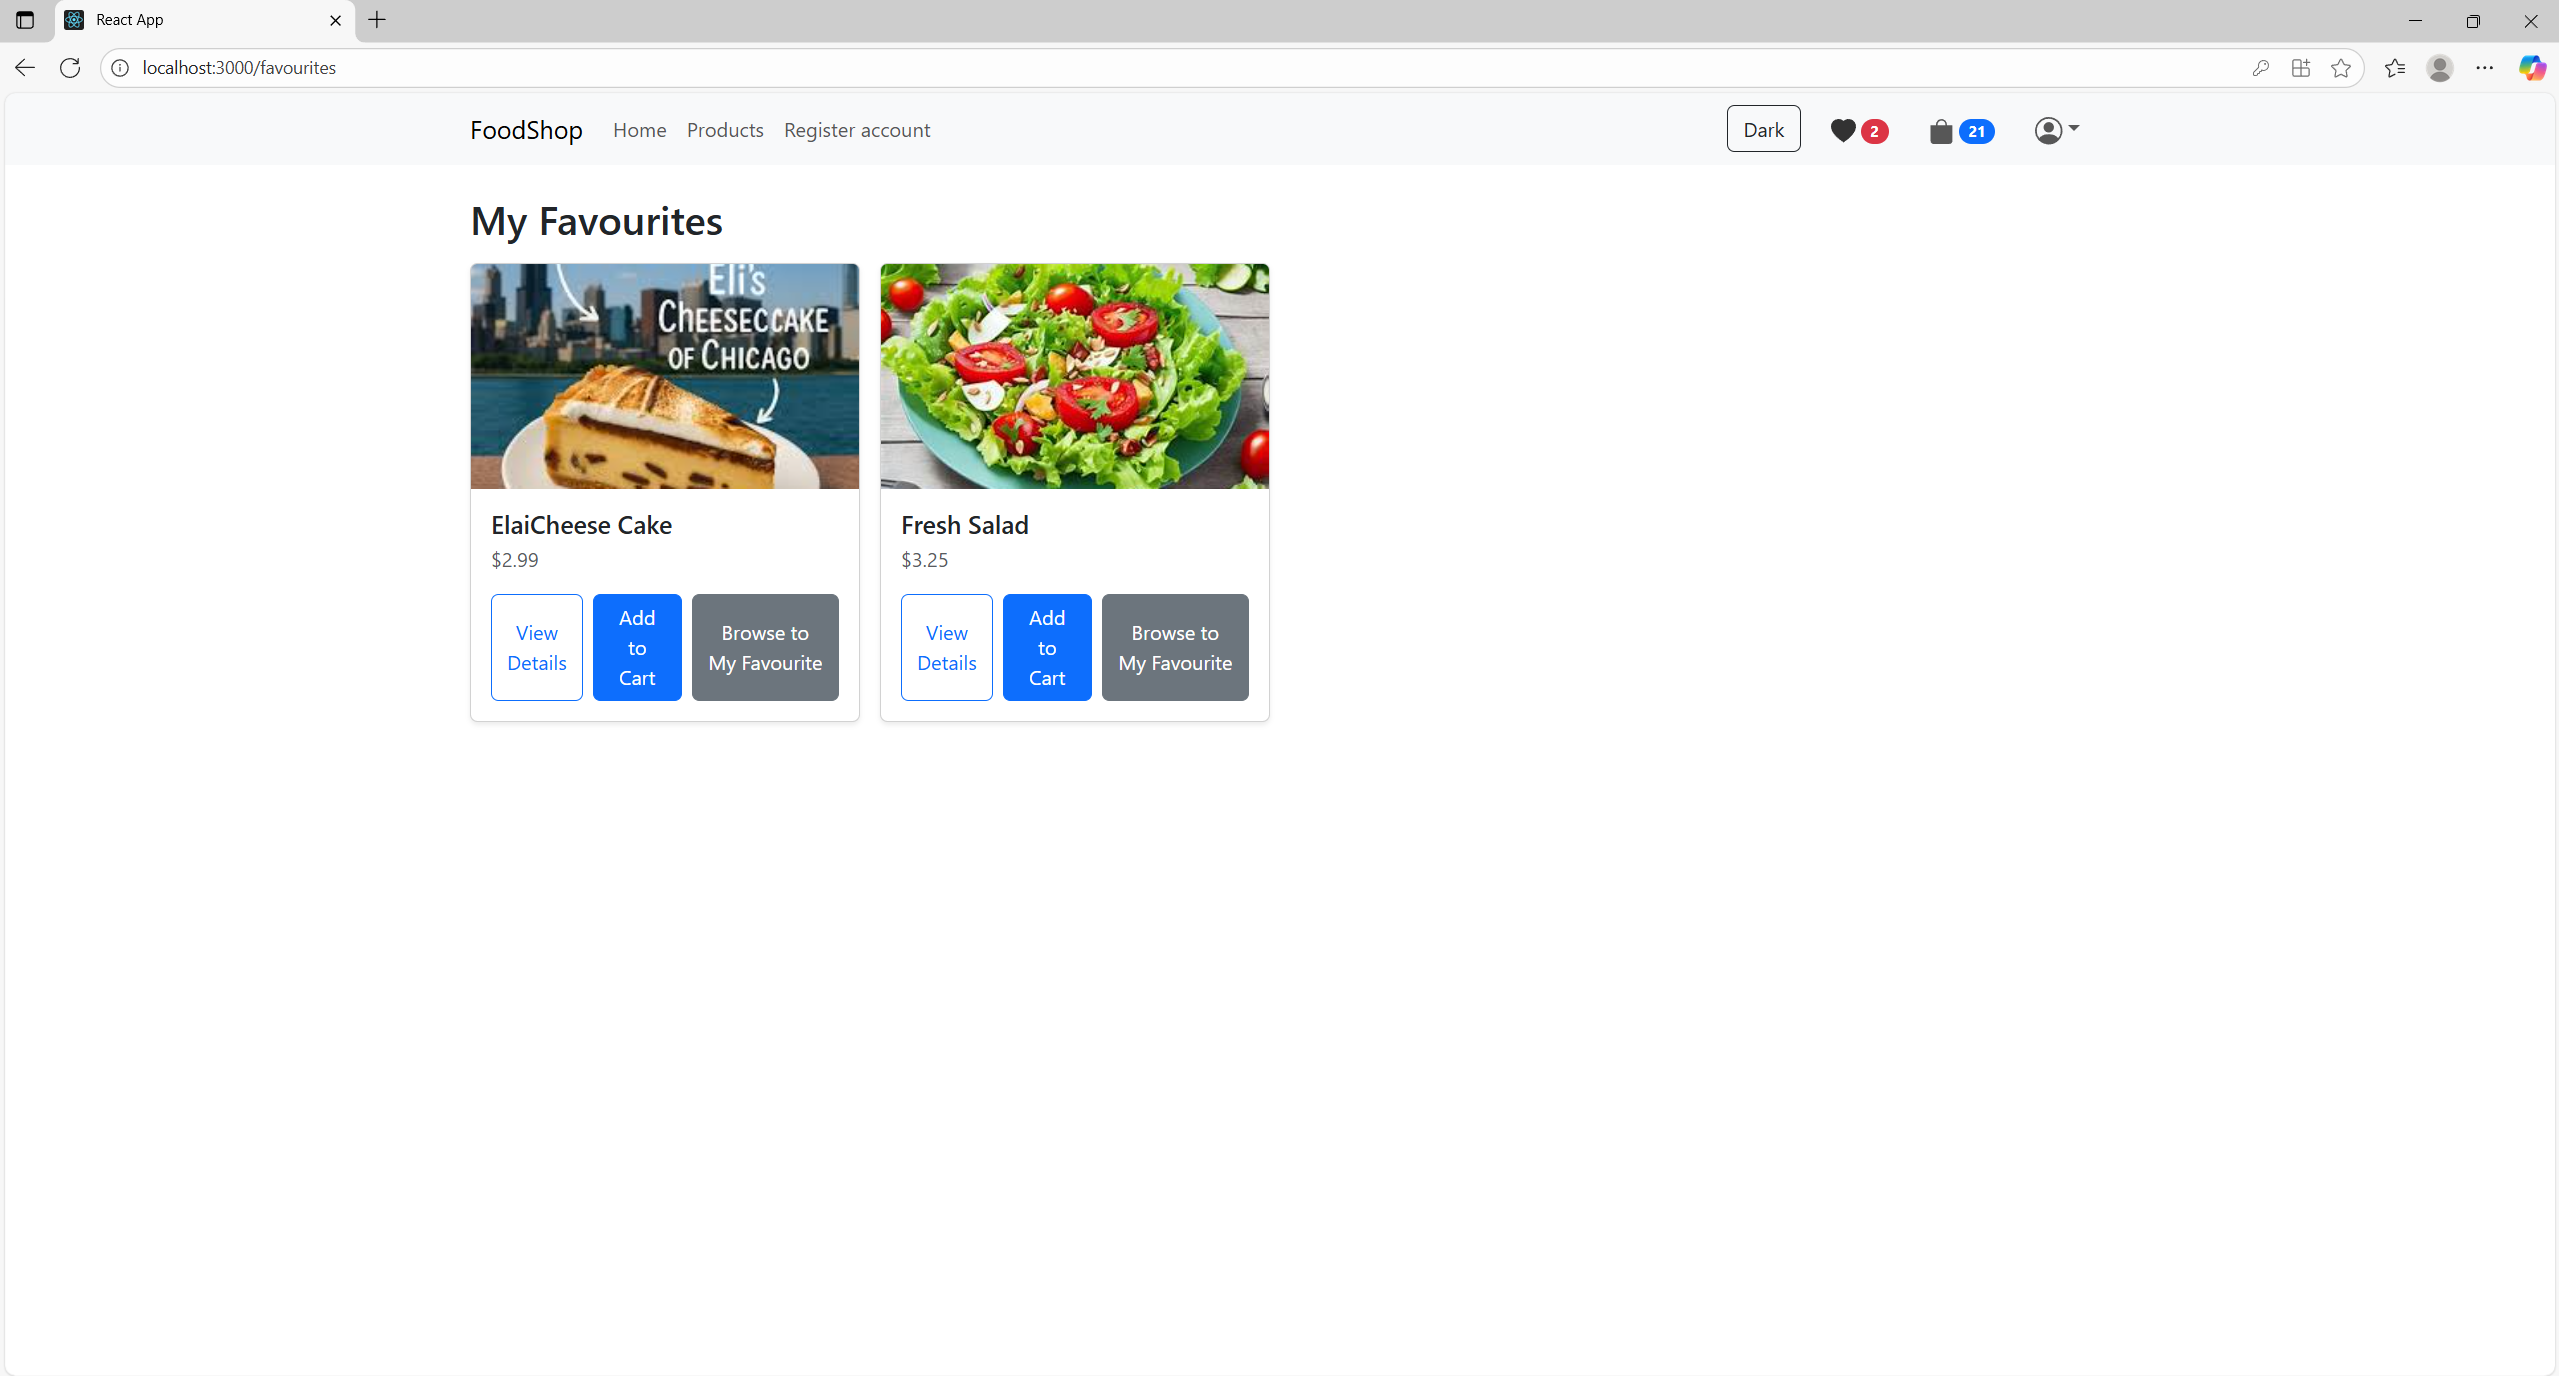 React App
localhost:3000/favourites
FoodShop Home Products Register account Dark 2 21
My Favourites
Eli's
CHEESECCAKE
OF CHICAGO
ElaiCheese Cake
$2.99
View
Details
Add
to
Cart
Browse to
My Favourite
Fresh Salad
$3.25
View
Details
Add
to
Cart
Browse to
My Favourite